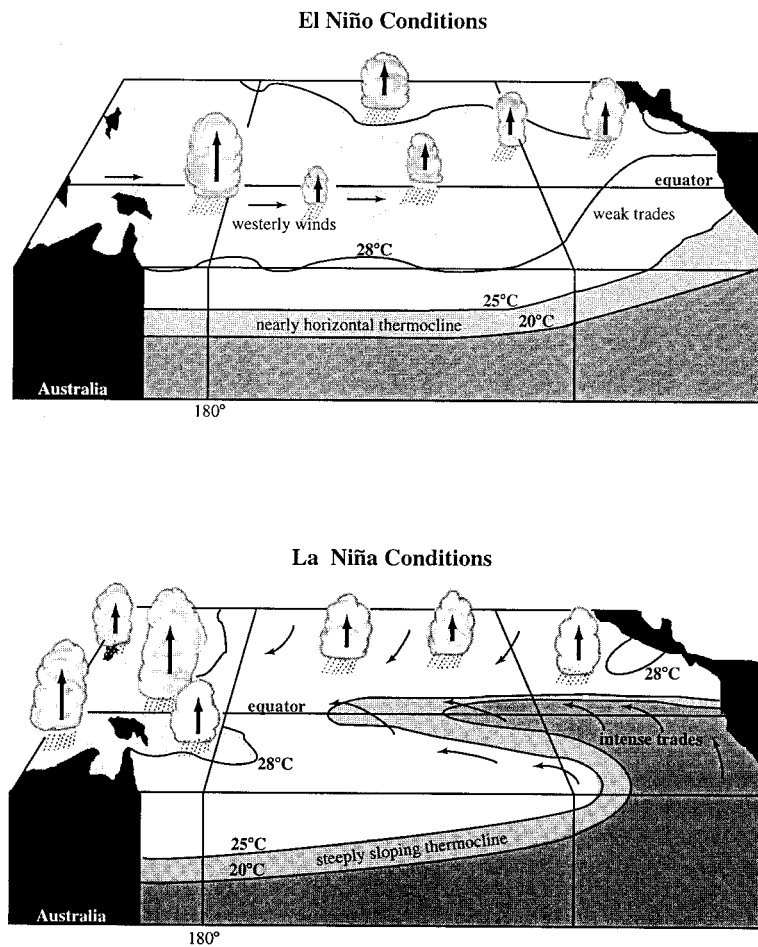 El Niño Conditions
equator
weak trades
westerly winds
28°C
25°C
nearly horizontal thermocline
20°C
Australia
180°
La Niña Conditions
28°C
equator
intense trades
28°C
25°C
steeply sloping thermocline
20°C
Australia
180°